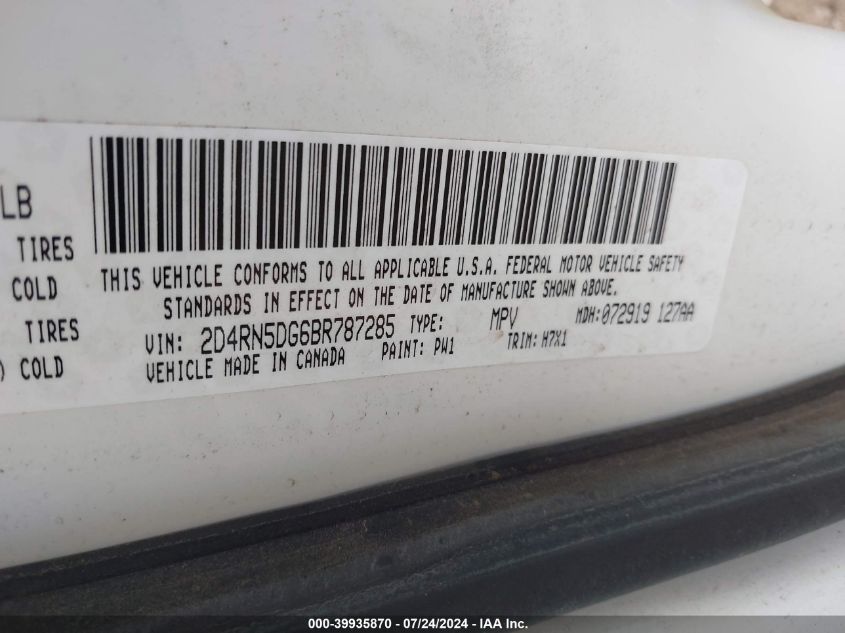 LB
TIRES
COLD
TIRES
) COLD
THIS VEHICLE CONFORMS TO ALL APPLICABLE U.S.A. FEDERAL MOTOR VEHICLE SAFETY
STANDARDS IN EFFECT ON THE DATE OF MANUFACTURE SHOWN ABOVE.
VIN: 2D4RN5DG6BR787285 TYPE: MPV MDH: 072919 127AA
VEHICLE MADE IN CANADA PAINT: PW1 TRIM: H7X1
000-39935870 / 07/24/2024 - IAA Inc.